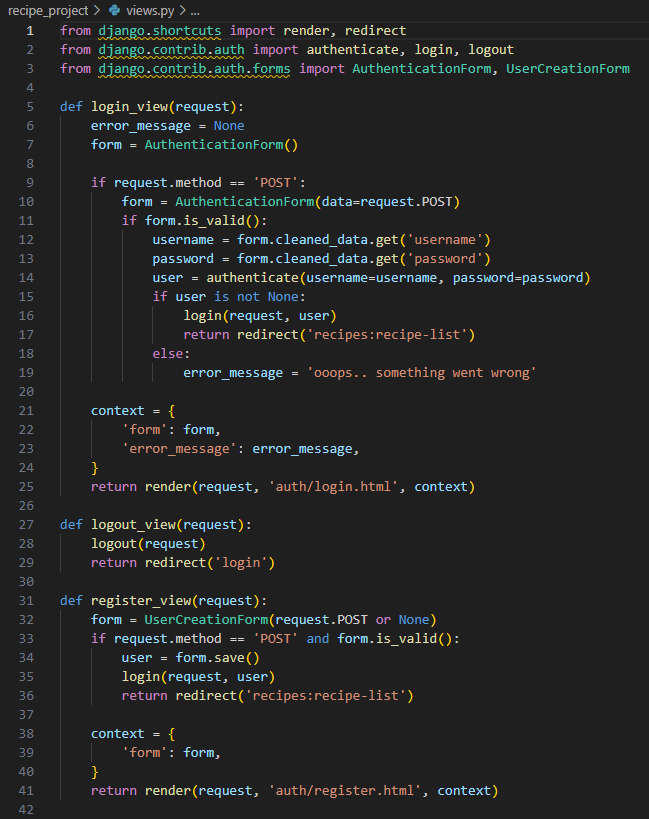 recipe_project > views.py > ...
1 from django.shortcuts import render, redirect
2 from django.contrib.auth import authenticate, login, logout
3 from django.contrib.auth.forms import AuthenticationForm, UserCreationForm
4
5 def login_view(request):
6     error_message = None
7     form = AuthenticationForm()
8
9     if request.method == 'POST':
10         form = AuthenticationForm(data=request.POST)
11         if form.is_valid():
12             username = form.cleaned_data.get('username')
13             password = form.cleaned_data.get('password')
14             user = authenticate(username=username, password=password)
15             if user is not None:
16                 login(request, user)
17                 return redirect('recipes:recipe-list')
18             else:
19                 error_message = 'ooops.. something went wrong'
20
21     context = {
22         'form': form,
23         'error_message': error_message,
24     }
25     return render(request, 'auth/login.html', context)
26
27 def logout_view(request):
28     logout(request)
29     return redirect('login')
30
31 def register_view(request):
32     form = UserCreationForm(request.POST or None)
33     if request.method == 'POST' and form.is_valid():
34         user = form.save()
35         login(request, user)
36         return redirect('recipes:recipe-list')
37
38     context = {
39         'form': form,
40     }
41     return render(request, 'auth/register.html', context)
42